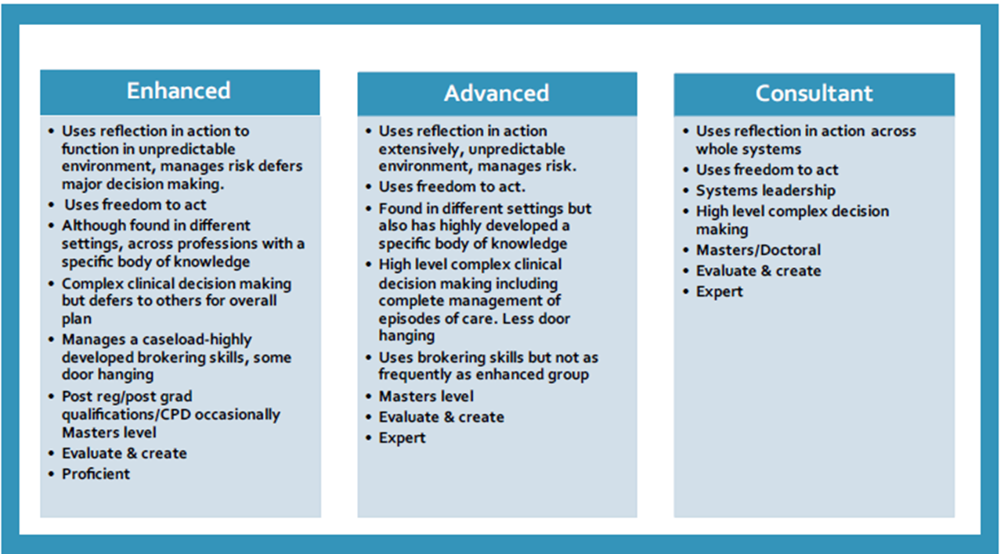 Enhanced
• Uses reflection in action to
function in unpredictable
environment, manages risk defers
major decision making.
• Uses freedom to act
• Although found in different
settings, across professions with a
specific body of knowledge
• Complex clinical decision making
but defers to others for overall
plan
• Manages a caseload-highly
developed brokering skills, some
door hanging
• Post reg/post grad
qualifications/CPD occasionally
Masters level
• Evaluate & create
• Proficient
Advanced
• Uses reflection in action
extensively, unpredictable
environment, manages risk.
• Uses freedom to act.
• Found in different settings but
also has highly developed a
specific body of knowledge
• High level complex clinical
decision making including
complete management of
episodes of care. Less door
hanging
• Uses brokering skills but not as
frequently as enhanced group
• Masters level
• Evaluate & create
• Expert
Consultant
• Uses reflection in action across
whole systems
• Uses freedom to act
• Systems leadership
• High level complex decision
making
• Masters/Doctoral
• Evaluate & create
• Expert